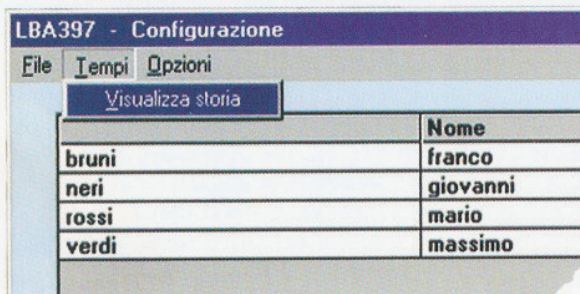 LBA397 - Configurazione
File Tempi Opzioni
Visualizza storia
Nome
bruni franco
neri giovanni
rossi mario
verdi massimo